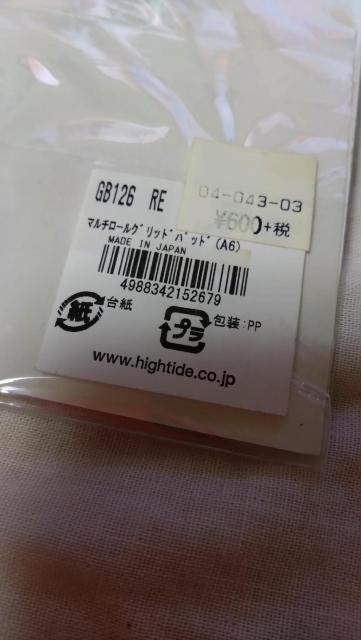 GB126 RE
04-043-03
¥600+税
マルチロールグリッドパッド(A6)
MADE IN JAPAN
4988342152679
紙
台紙
プラ
包装:PP
www.hightide.co.jp